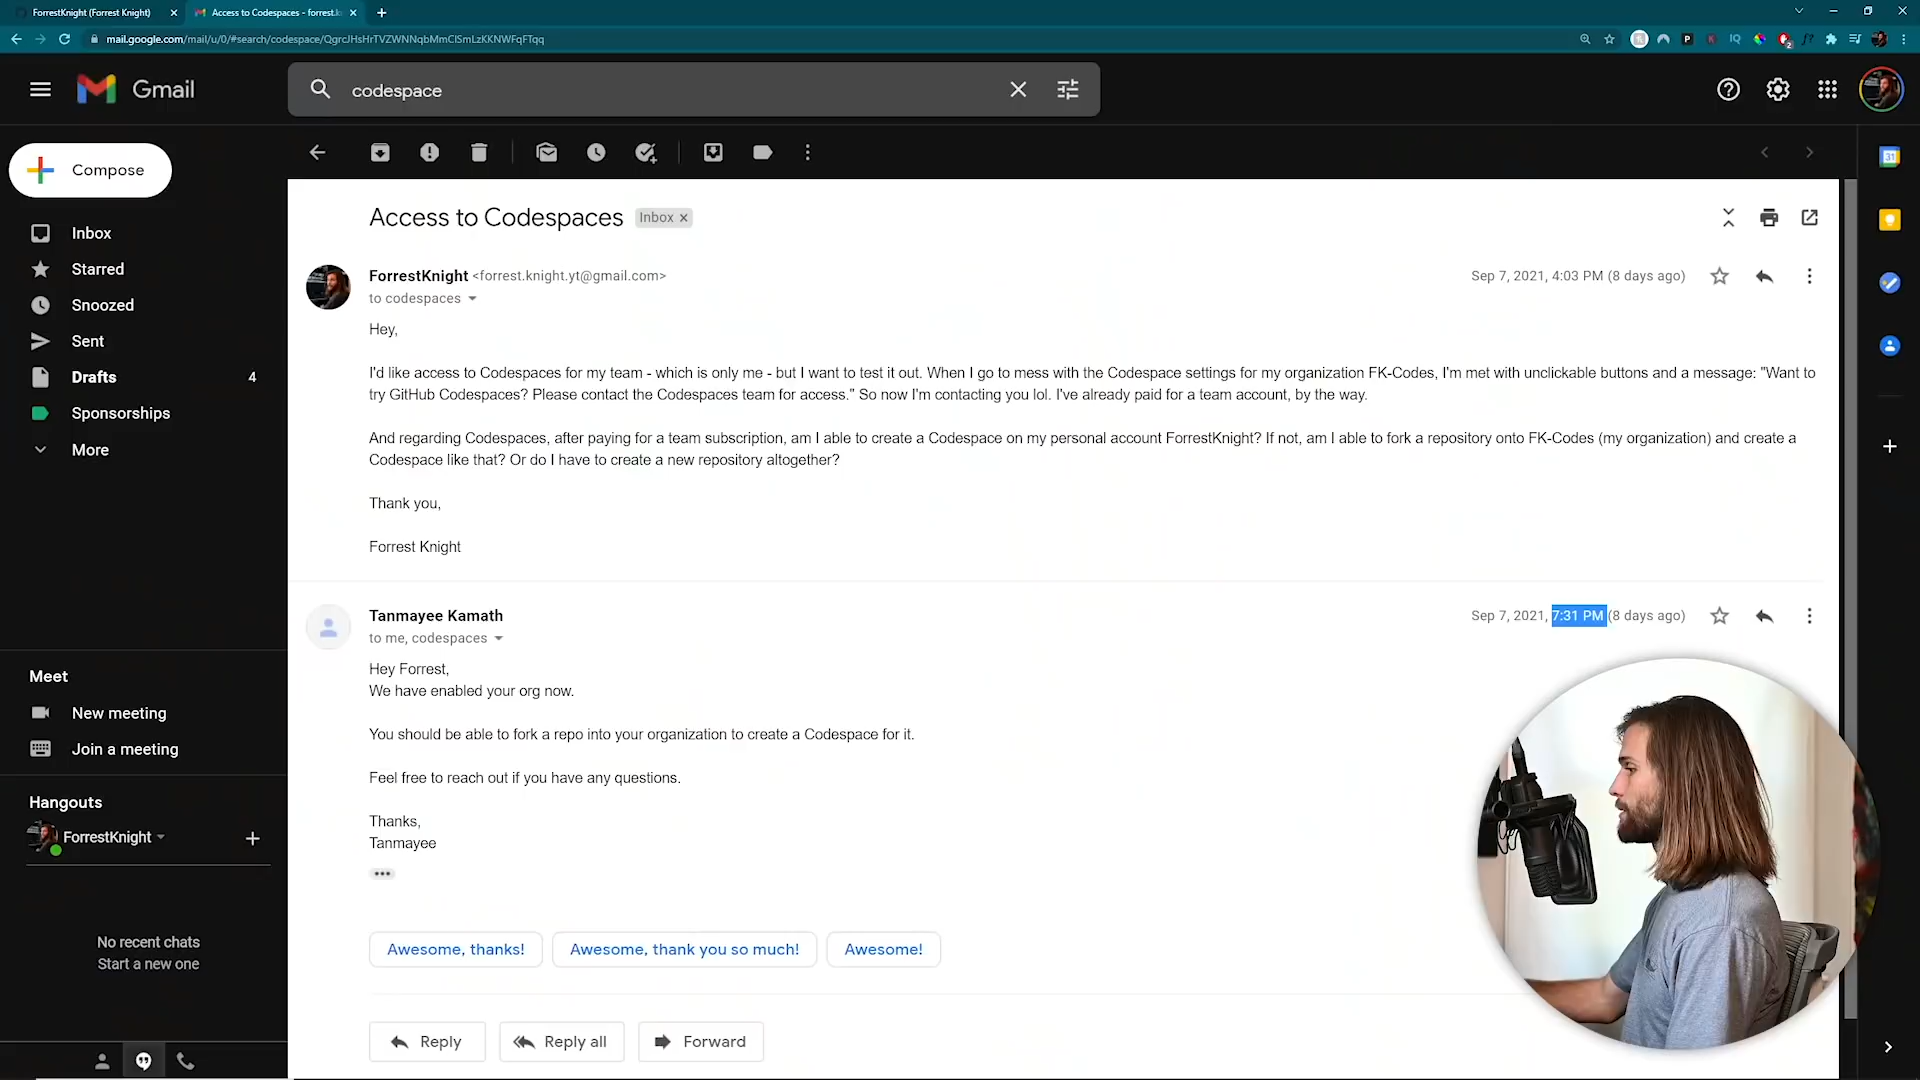 ForrestKnight (Forrest Knight)
Access to Codespaces - forrest.k
mail.google.com/mail/u/0/#search/codespace/QgrcJHsHrTVZWNNqbMmClSmLzKKNWFqFTqq
Gmail
codespace
Compose
Inbox
Starred
Snoozed
Sent
Drafts 4
Sponsorships
More
Meet
New meeting
Join a meeting
Hangouts
ForrestKnight
No recent chats
Start a new one
Access to Codespaces Inbox
ForrestKnight <forrest.knight.yt@gmail.com> Sep 7, 2021, 4:03 PM (8 days ago)
to codespaces
Hey,
I'd like access to Codespaces for my team - which is only me - but I want to test it out. When I go to mess with the Codespace settings for my organization FK-Codes, I'm met with unclickable buttons and a message: "Want to
try GitHub Codespaces? Please contact the Codespaces team for access." So now I'm contacting you lol. I've already paid for a team account, by the way.
And regarding Codespaces, after paying for a team subscription, am I able to create a Codespace on my personal account ForrestKnight? If not, am I able to fork a repository onto FK-Codes (my organization) and create a
Codespace like that? Or do I have to create a new repository altogether?
Thank you,
Forrest Knight
Tanmayee Kamath Sep 7, 2021, 7:31 PM (8 days ago)
to me, codespaces
Hey Forrest,
We have enabled your org now.
You should be able to fork a repo into your organization to create a Codespace for it.
Feel free to reach out if you have any questions.
Thanks,
Tanmayee
Awesome, thanks! Awesome, thank you so much! Awesome!
Reply Reply all Forward
31